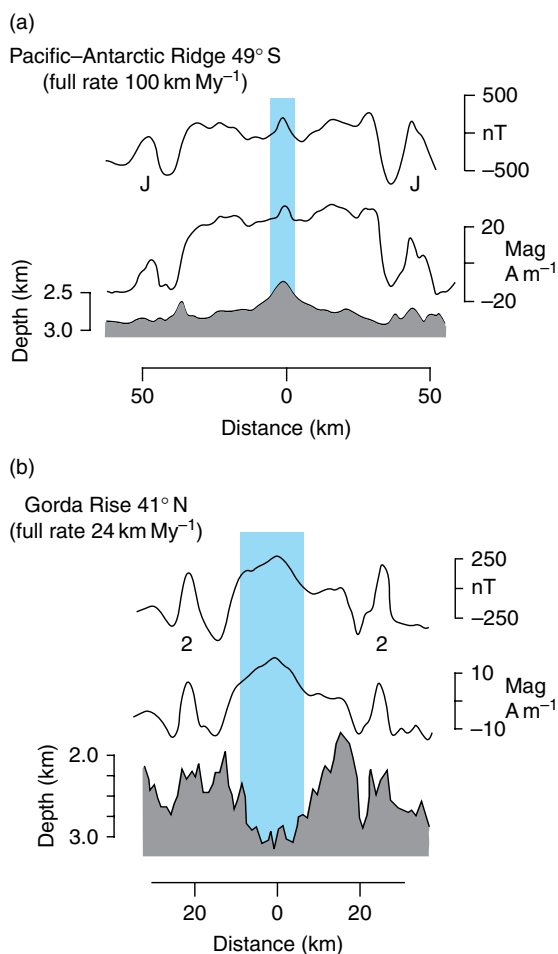 (a)
Pacific–Antarctic Ridge 49° S
(full rate 100 km My⁻¹)
500
nT
–500
J
J
20
Mag
A m⁻¹
–20
Depth (km)
2.5
3.0
50
0
50
Distance (km)
(b)
Gorda Rise 41° N
(full rate 24 km My⁻¹)
250
nT
–250
2
2
10
Mag
A m⁻¹
–10
Depth (km)
2.0
3.0
20
0
20
Distance (km)